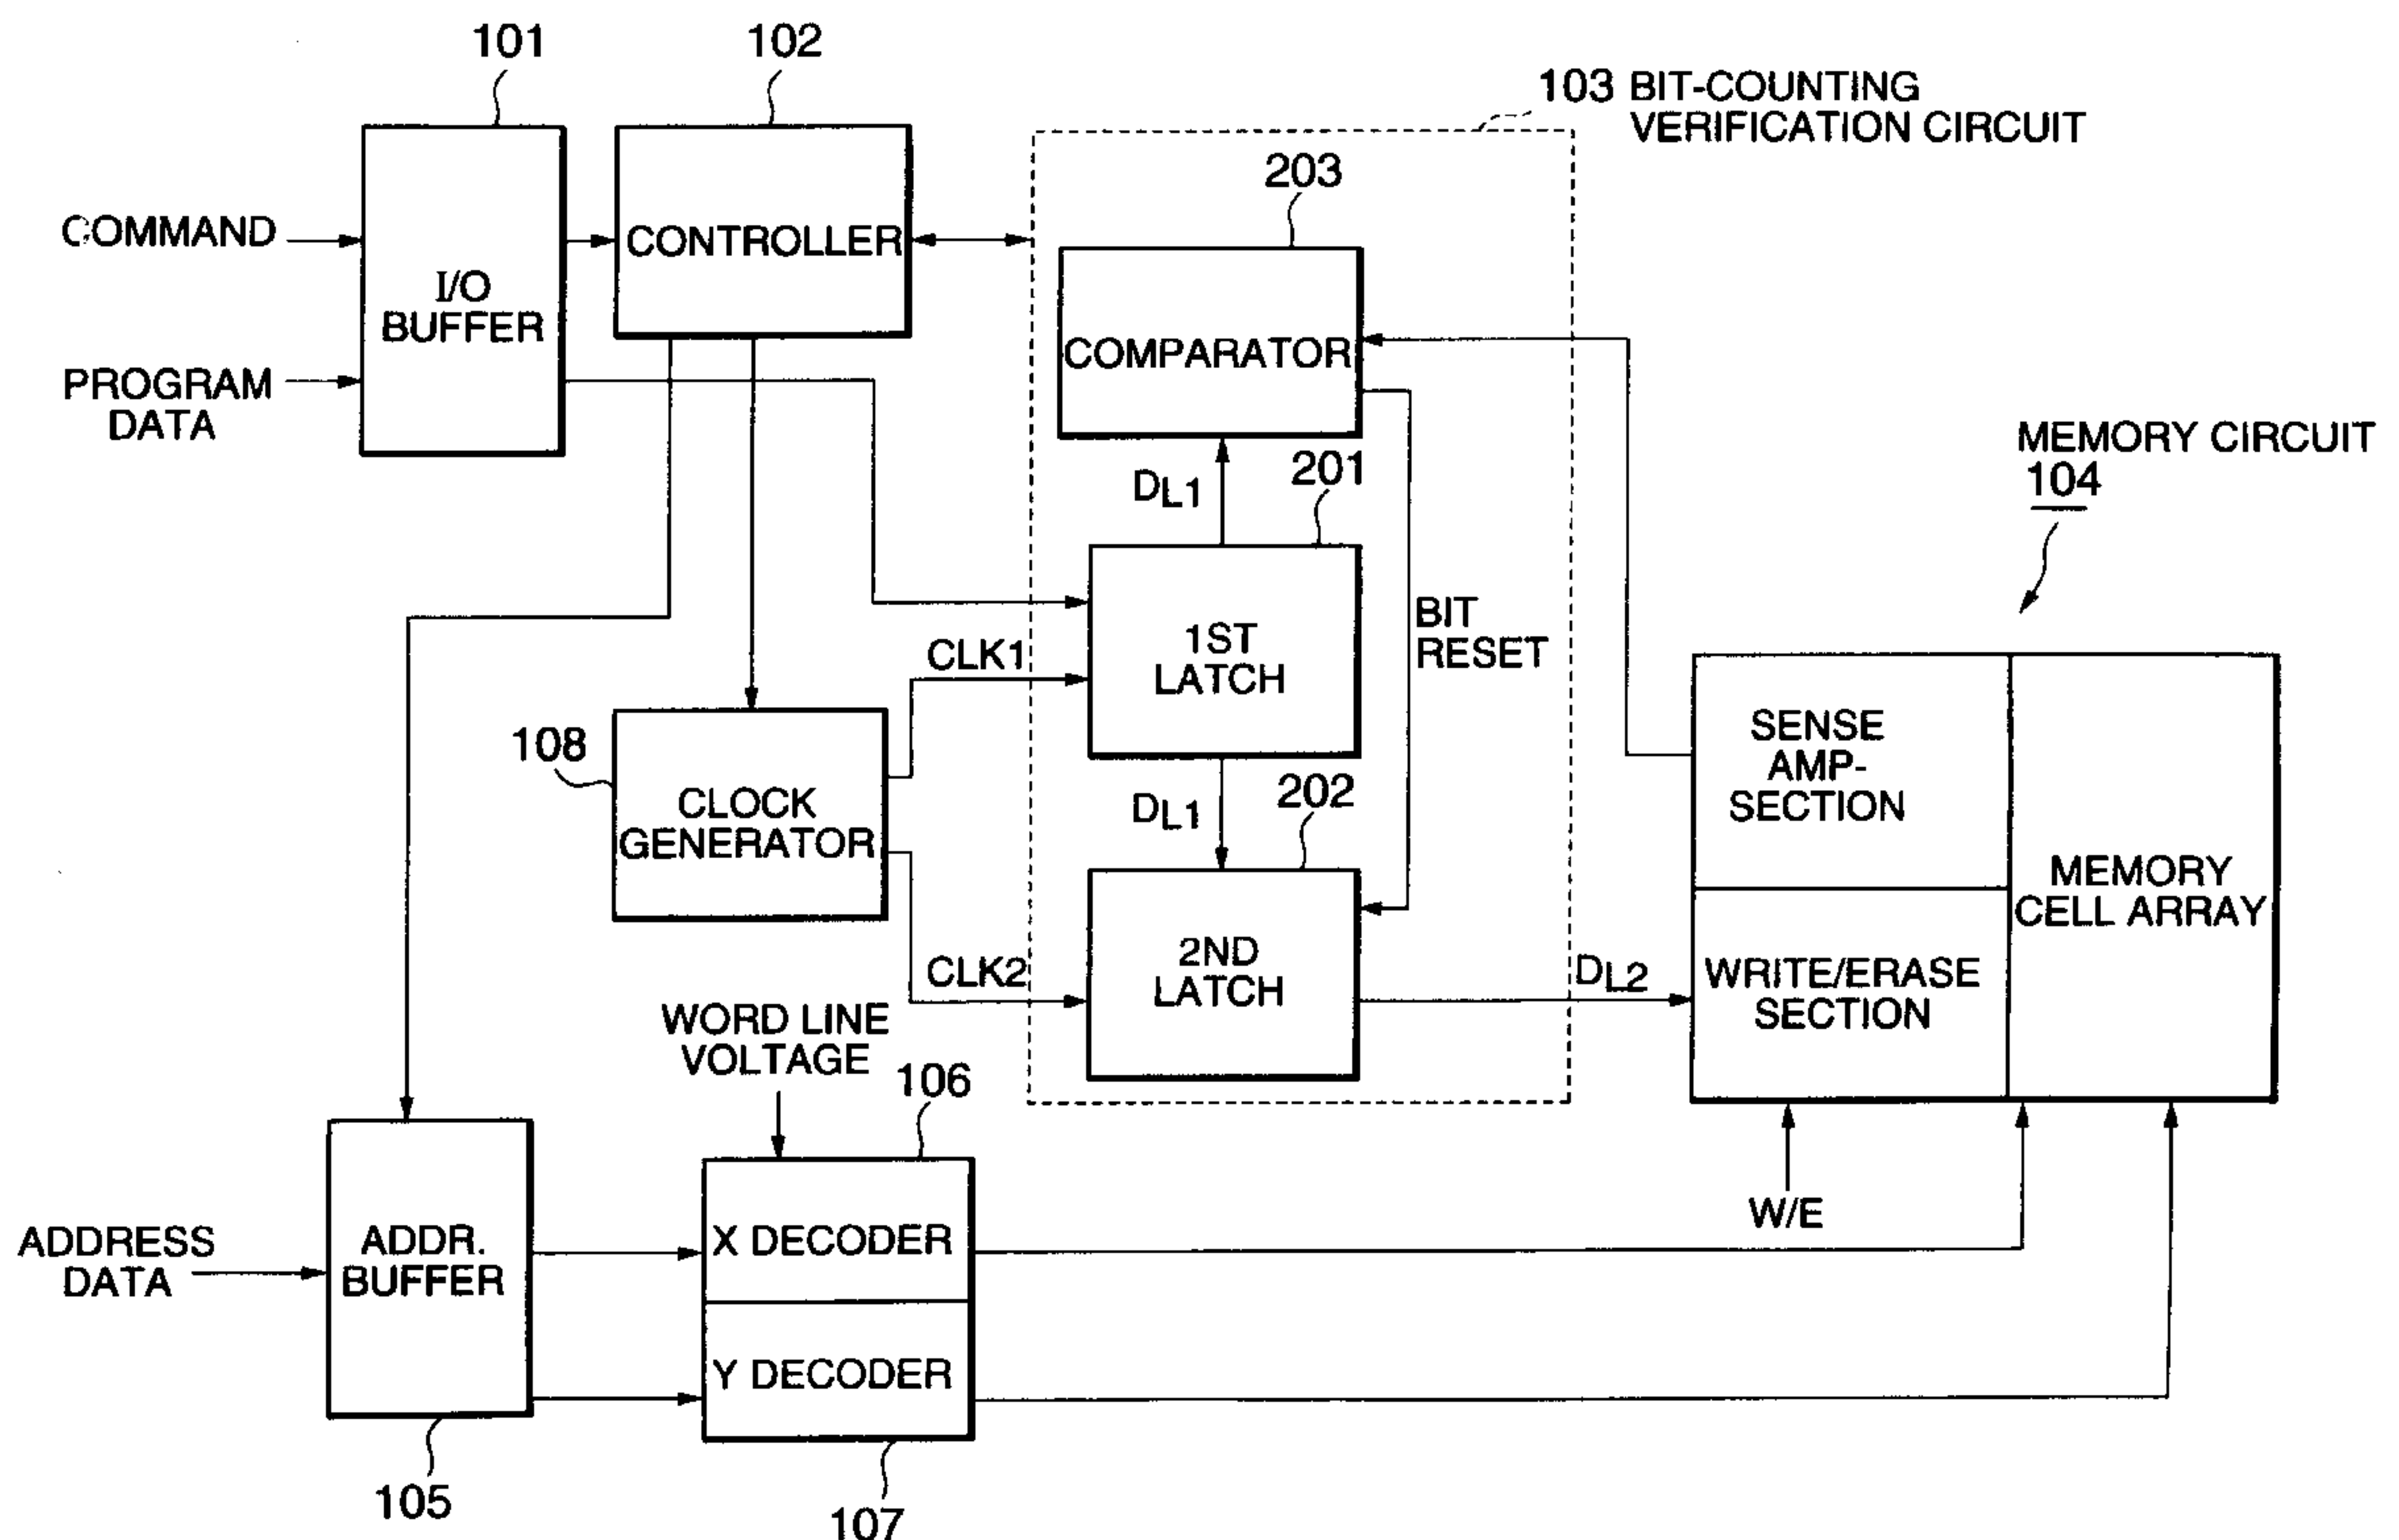 101
102
103 BIT-COUNTING
VERIFICATION CIRCUIT
203
COMMAND
I/O
BUFFER
CONTROLLER
COMPARATOR
PROGRAM
DATA
MEMORY CIRCUIT
104
DL1
201
BIT
RESET
1ST
LATCH
CLK1
108
CLOCK
GENERATOR
DL1
202
SENSE
AMP-
SECTION
MEMORY
CELL ARRAY
CLK2
2ND
LATCH
DL2
WRITE/ERASE
SECTION
WORD LINE
VOLTAGE
106
W/E
ADDRESS
DATA
ADDR.
BUFFER
X DECODER
Y DECODER
105
107